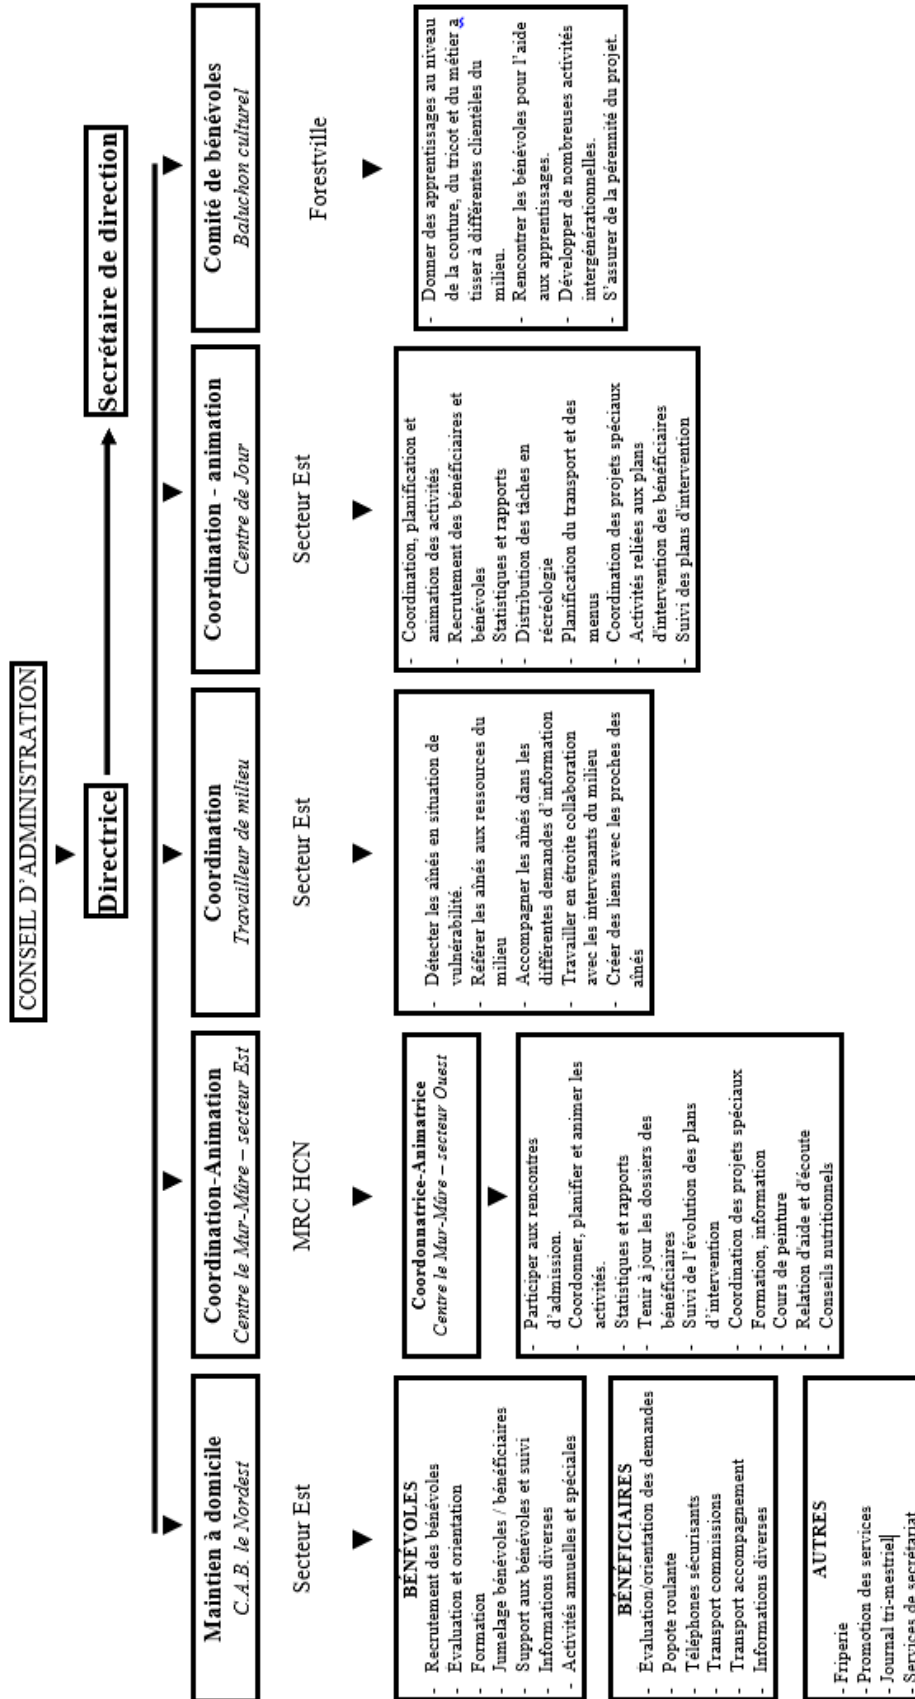 CONSEIL D'ADMINISTRATION
Directrice
Secrétaire de direction
Maintien à domicile
C.A.B. le Nordest
Secteur Est
BÉNÉVOLES
- Recrutement des bénévoles
- Évaluation et orientation
- Formation
- Jumelage bénévoles / bénéficiaires
- Support aux bénévoles et suivi
- Informations diverses
- Activités annuelles et spéciales
BÉNÉFICIAIRES
- Evaluation/orientation des demandes
- Popote roulante
- Téléphones sécurisants
- Transport commissions
- Transport accompagnement
- Informations diverses
AUTRES
- Friperie
- Promotion des services
- Journal tri-mestriel
- Services de secrétariat
Coordination-Animation
Centre le Mur-Mûre – secteur Est
MRC HCN
Coordonnatrice-Animatrice
Centre le Mur-Mûre – secteur Ouest
- Participer aux rencontres
d'admission.
- Coordonner, planifier et animer les
activités.
- Statistiques et rapports
- Tenir à jour les dossiers des
bénéficiaires
- Suivi de l'évolution des plans
d'intervention
- Coordination des projets spéciaux
- Formation, information
- Cours de peinture
- Relation d'aide et d'écoute
- Conseils nutritionnels
Coordination
Travailleur de milieu
Secteur Est
- Détecter les aînés en situation de
vulnérabilité.
- Référer les aînés aux ressources du
milieu
- Accompagner les aînés dans les
différentes demandes d'information
- Travailler en étroite collaboration
avec les intervenants du milieu
- Créer des liens avec les proches des
aînés
Coordination - animation
Centre de Jour
Secteur Est
- Coordination, planification et
animation des activités
- Recrutement des bénéficiaires et
bénévoles
- Statistiques et rapports
- Distribution des tâches en
récréologie
- Planification du transport et des
menus
- Coordination des projets spéciaux
- Activités reliées aux plans
d'intervention des bénéficiaires
- Suivi des plans d'intervention
Comité de bénévoles
Baluchon culturel
Forestville
- Donner des apprentissages au niveau
de la couture, du tricot et du métier à
tisser à différentes clientèles du
milieu.
- Rencontrer les bénévoles pour l'aide
aux apprentissages.
- Développer de nombreuses activités
intergénérationnelles.
- S'assurer de la pérennité du projet.